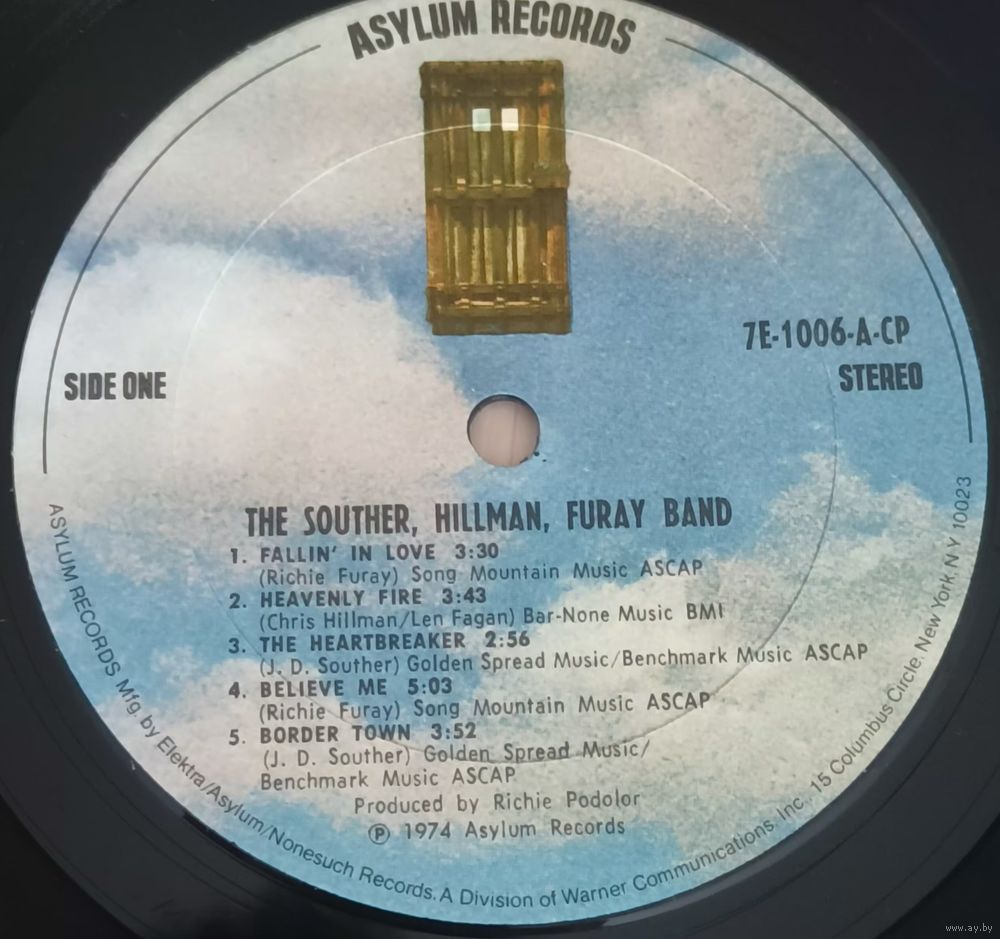 ASYLUM RECORDS
7E-1006-A-CP
SIDE ONE
STEREO
THE SOUTHER, HILLMAN, FURAY BAND
1. FALLIN' IN LOVE 3:30
(Richie Furay) Song Mountain Music ASCAP
2. HEAVENLY FIRE 3:43
(Chris Hillman/Len Fagan) Bar-None Music BMI
3. THE HEARTBREAKER 2:56
(J. D. Souther) Golden Spread Music/Benchmark Music ASCAP
4. BELIEVE ME 5:03
(Richie Furay) Song Mountain Music ASCAP
5. BORDER TOWN 3:52
(J. D. Souther) Golden Spread Music/
Benchmark Music ASCAP
Produced by Richie Podolor
Ⓟ 1974 Asylum Records
ASYLUM RECORDS Mfg. by Elektra/Asylum/Nonesuch Records. A Division of Warner Communications, Inc., 15 Columbus Circle, New York, N Y 10023
www.ay.by